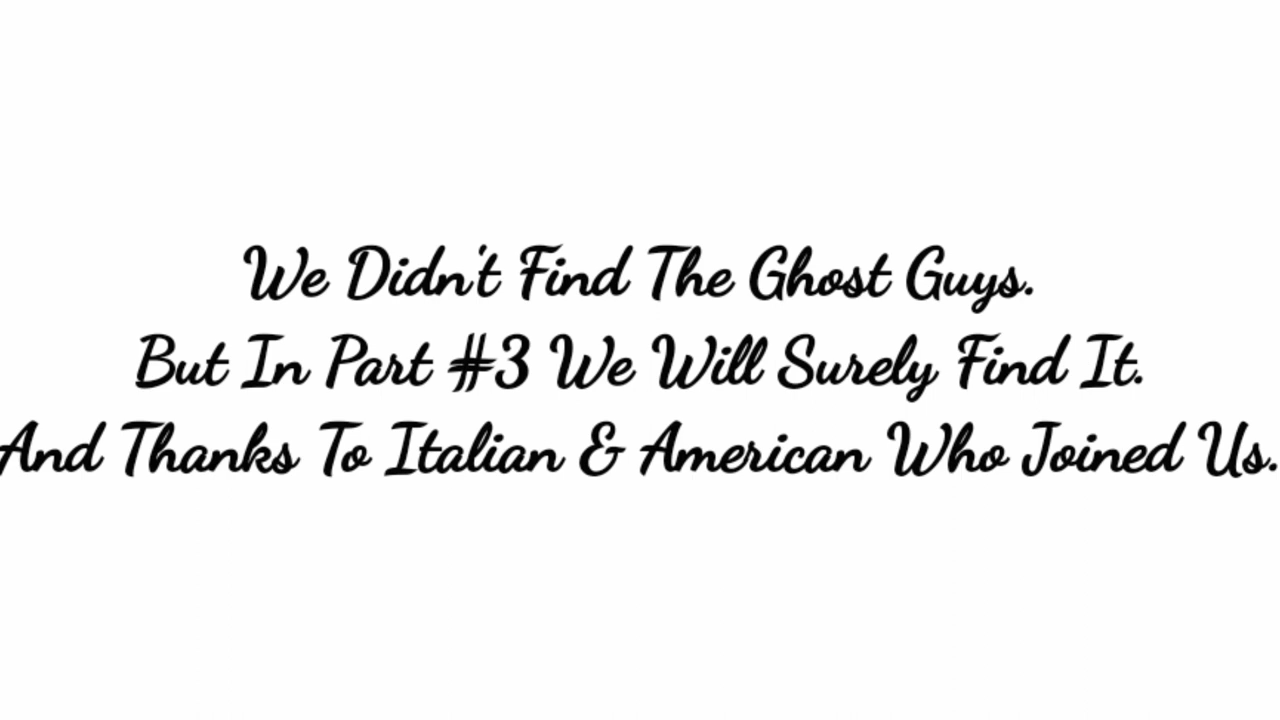 We Didn't Find The Ghost Guys.
But In Part #3 We Will Surely Find It.
And Thanks To Italian & American Who Joined Us.